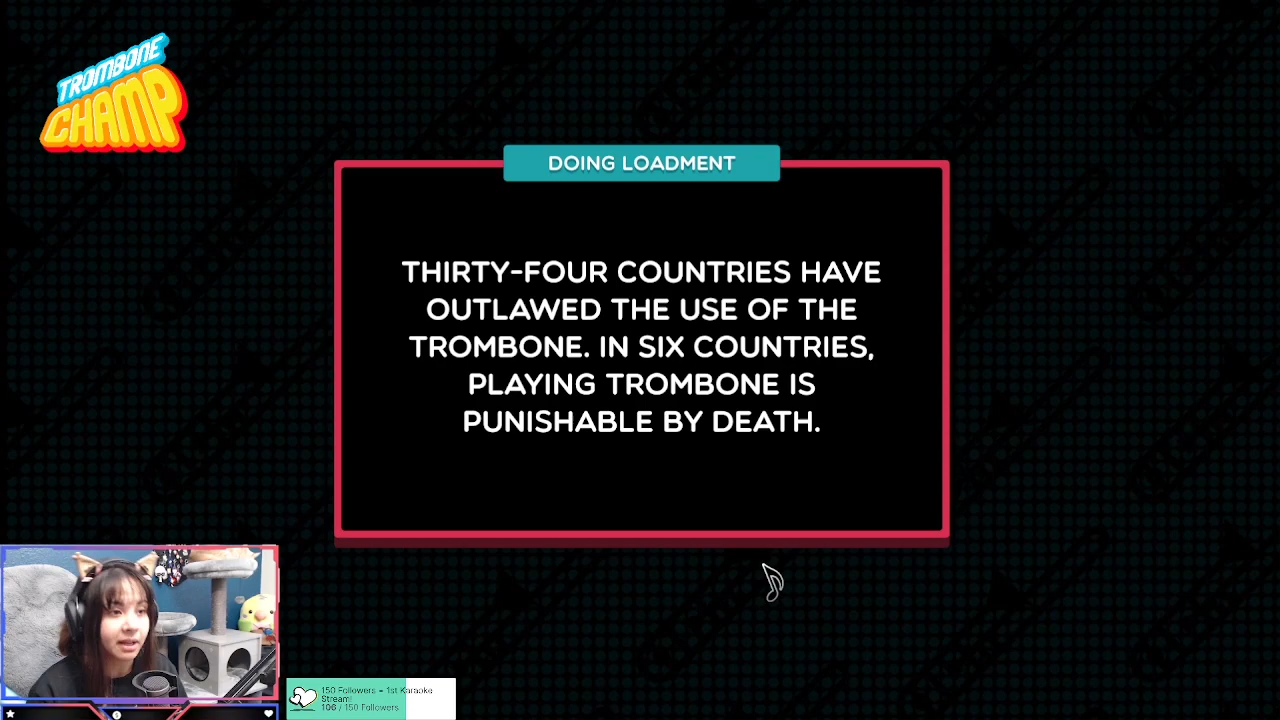 TROMBONE
CHAMP
DOING LOADMENT
THIRTY-FOUR COUNTRIES HAVE
OUTLAWED THE USE OF THE
TROMBONE. IN SIX COUNTRIES,
PLAYING TROMBONE IS
PUNISHABLE BY DEATH.
150 Followers = 1st Karaoke
Stream!
106 / 150 Followers